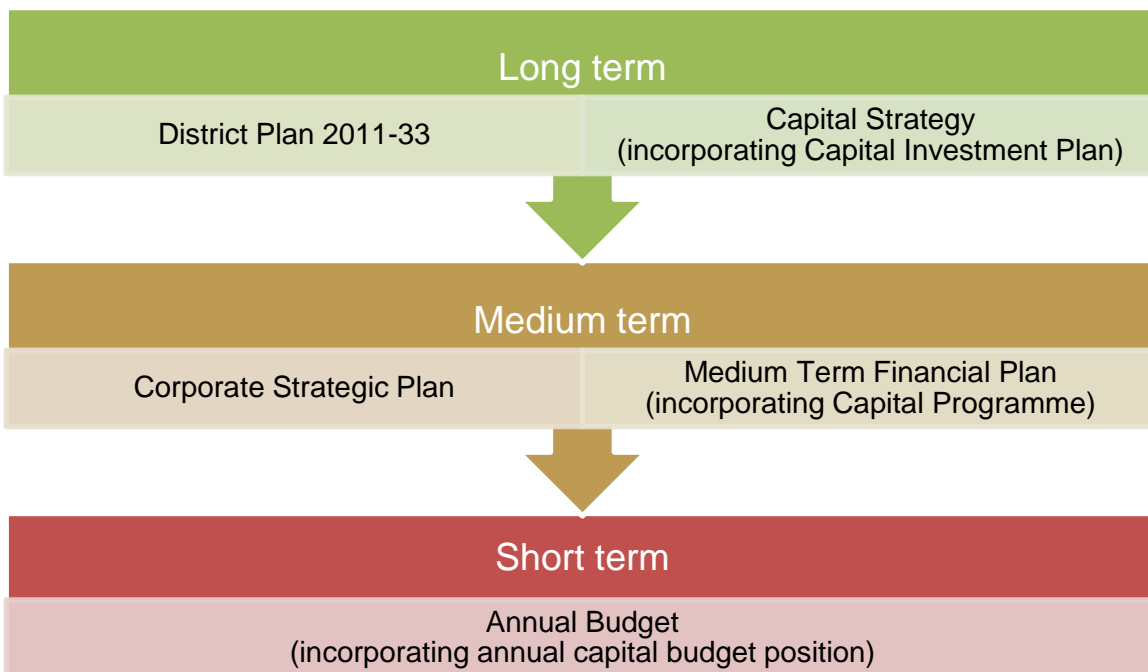 Long term
District Plan 2011-33
Capital Strategy
(incorporating Capital Investment Plan)
Medium term
Corporate Strategic Plan
Medium Term Financial Plan
(incorporating Capital Programme)
Short term
Annual Budget
(incorporating annual capital budget position)